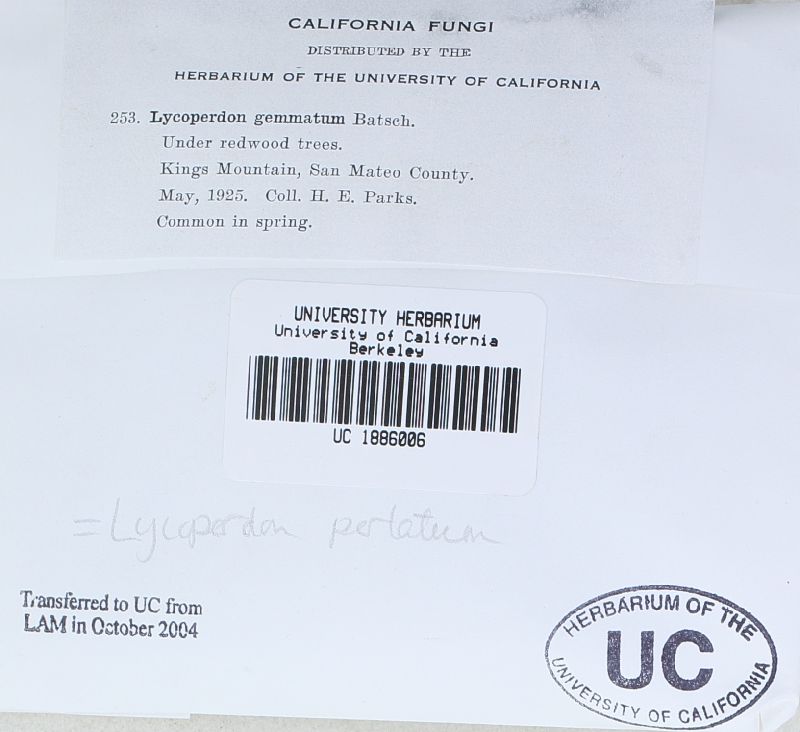 CALIFORNIA FUNGI
DISTRIBUTED BY THE
HERBARIUM OF THE UNIVERSITY OF CALIFORNIA
253. Lycoperdon gemmatum Batsch.
Under redwood trees.
Kings Mountain, San Mateo County.
May, 1925. Coll. H. E. Parks.
Common in spring.
UNIVERSITY HERBARIUM
University of California
Berkeley
UC 1886006
= Lycoperdon perlatum
Transferred to UC from
LAM in October 2004
HERBARIUM OF THE
UC
UNIVERSITY OF CALIFORNIA